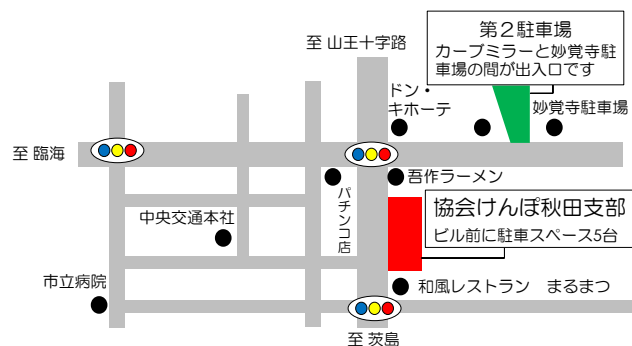 第２駐車場
カーブミラーと妙覚寺駐
車場の間が出入口です
至 山王十字路
ドン・
キホーテ
妙覚寺駐車場
至 臨海
吾作ラーメン
パチンコ店
協会けんぽ秋田支部
ビル前に駐車スペース5台
中央交通本社
市立病院
和風レストラン　まるまつ
至 茨島